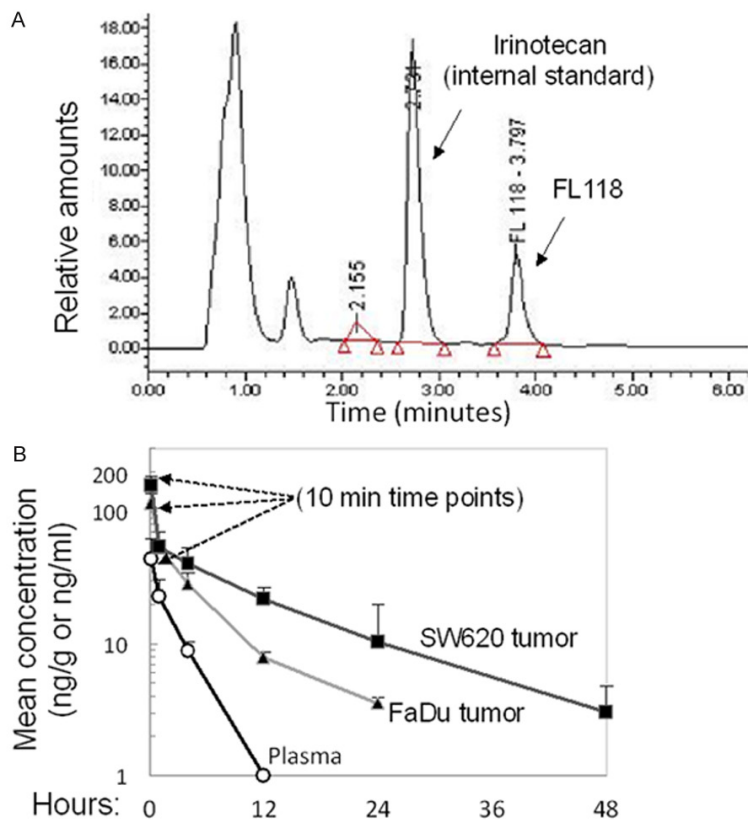 A
Relative amounts
18.00
16.00
14.00
12.00
10.00
8.00
6.00
4.00
2.00
0.00
2.155
Irinotecan
(internal standard)
FL 118 - 3.797
FL118
0.00 1.00 2.00 3.00 4.00 5.00 6.00
Time (minutes)
B
Mean concentration
(ng/g or ng/ml)
200
100
10
1
(10 min time points)
SW620 tumor
FaDu tumor
Plasma
Hours: 0 12 24 36 48